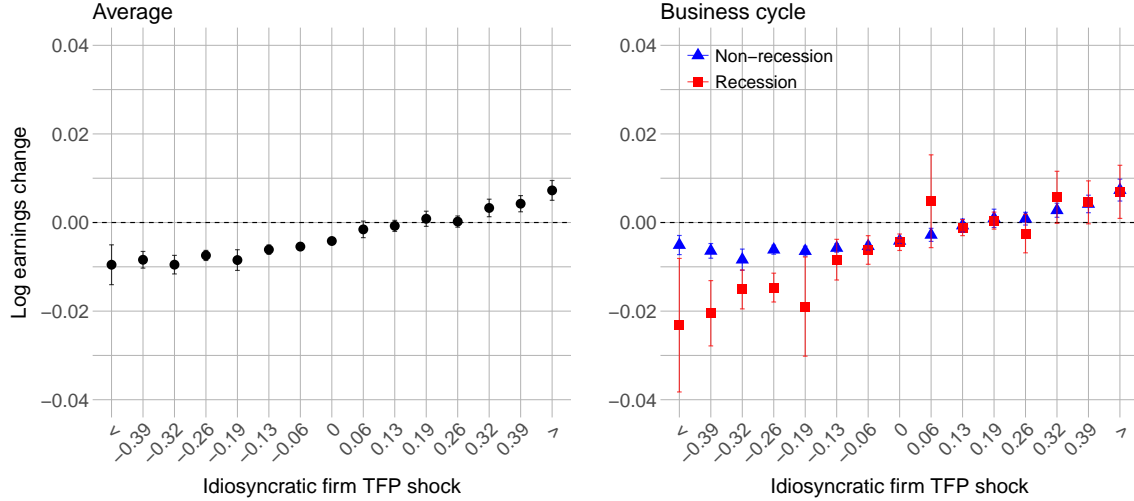 Average
Business cycle
0.04
0.02
0.00
−0.02
−0.04
Log earnings change
< −0.39 −0.32 −0.26 −0.19 −0.13 −0.06 0 0.06 0.13 0.19 0.26 0.32 0.39 >
Idiosyncratic firm TFP shock
Non−recession
Recession
0.04
0.02
0.00
−0.02
−0.04
< −0.39 −0.32 −0.26 −0.19 −0.13 −0.06 0 0.06 0.13 0.19 0.26 0.32 0.39 >
Idiosyncratic firm TFP shock